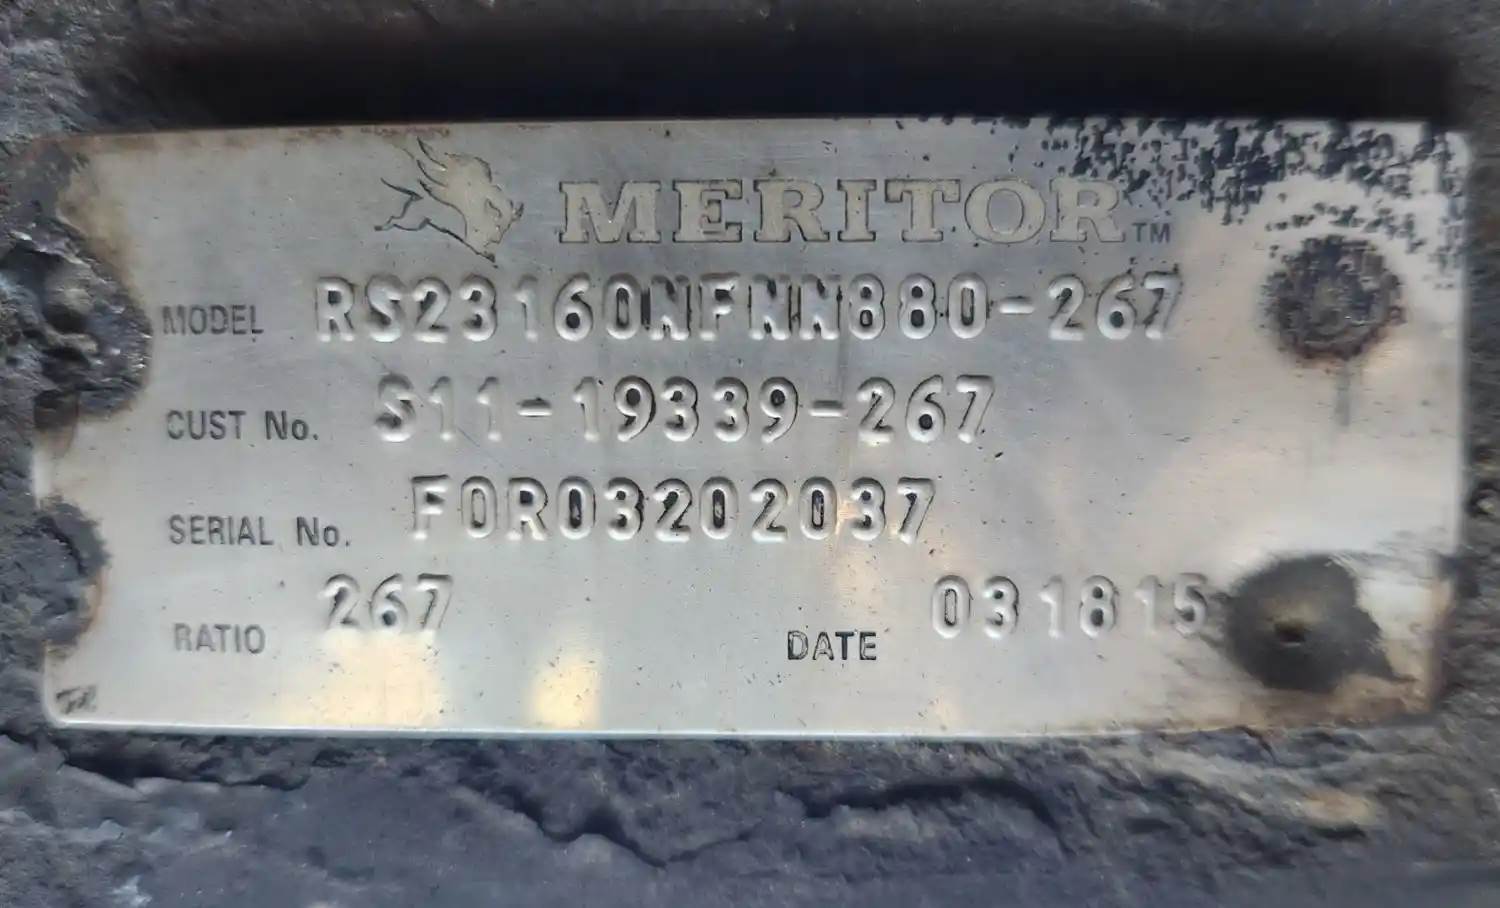 MERITOR™
MODEL RS23160NFNN880-267
CUST No. S11-19339-267
SERIAL No. F0R03202037
RATIO 267 DATE 031815